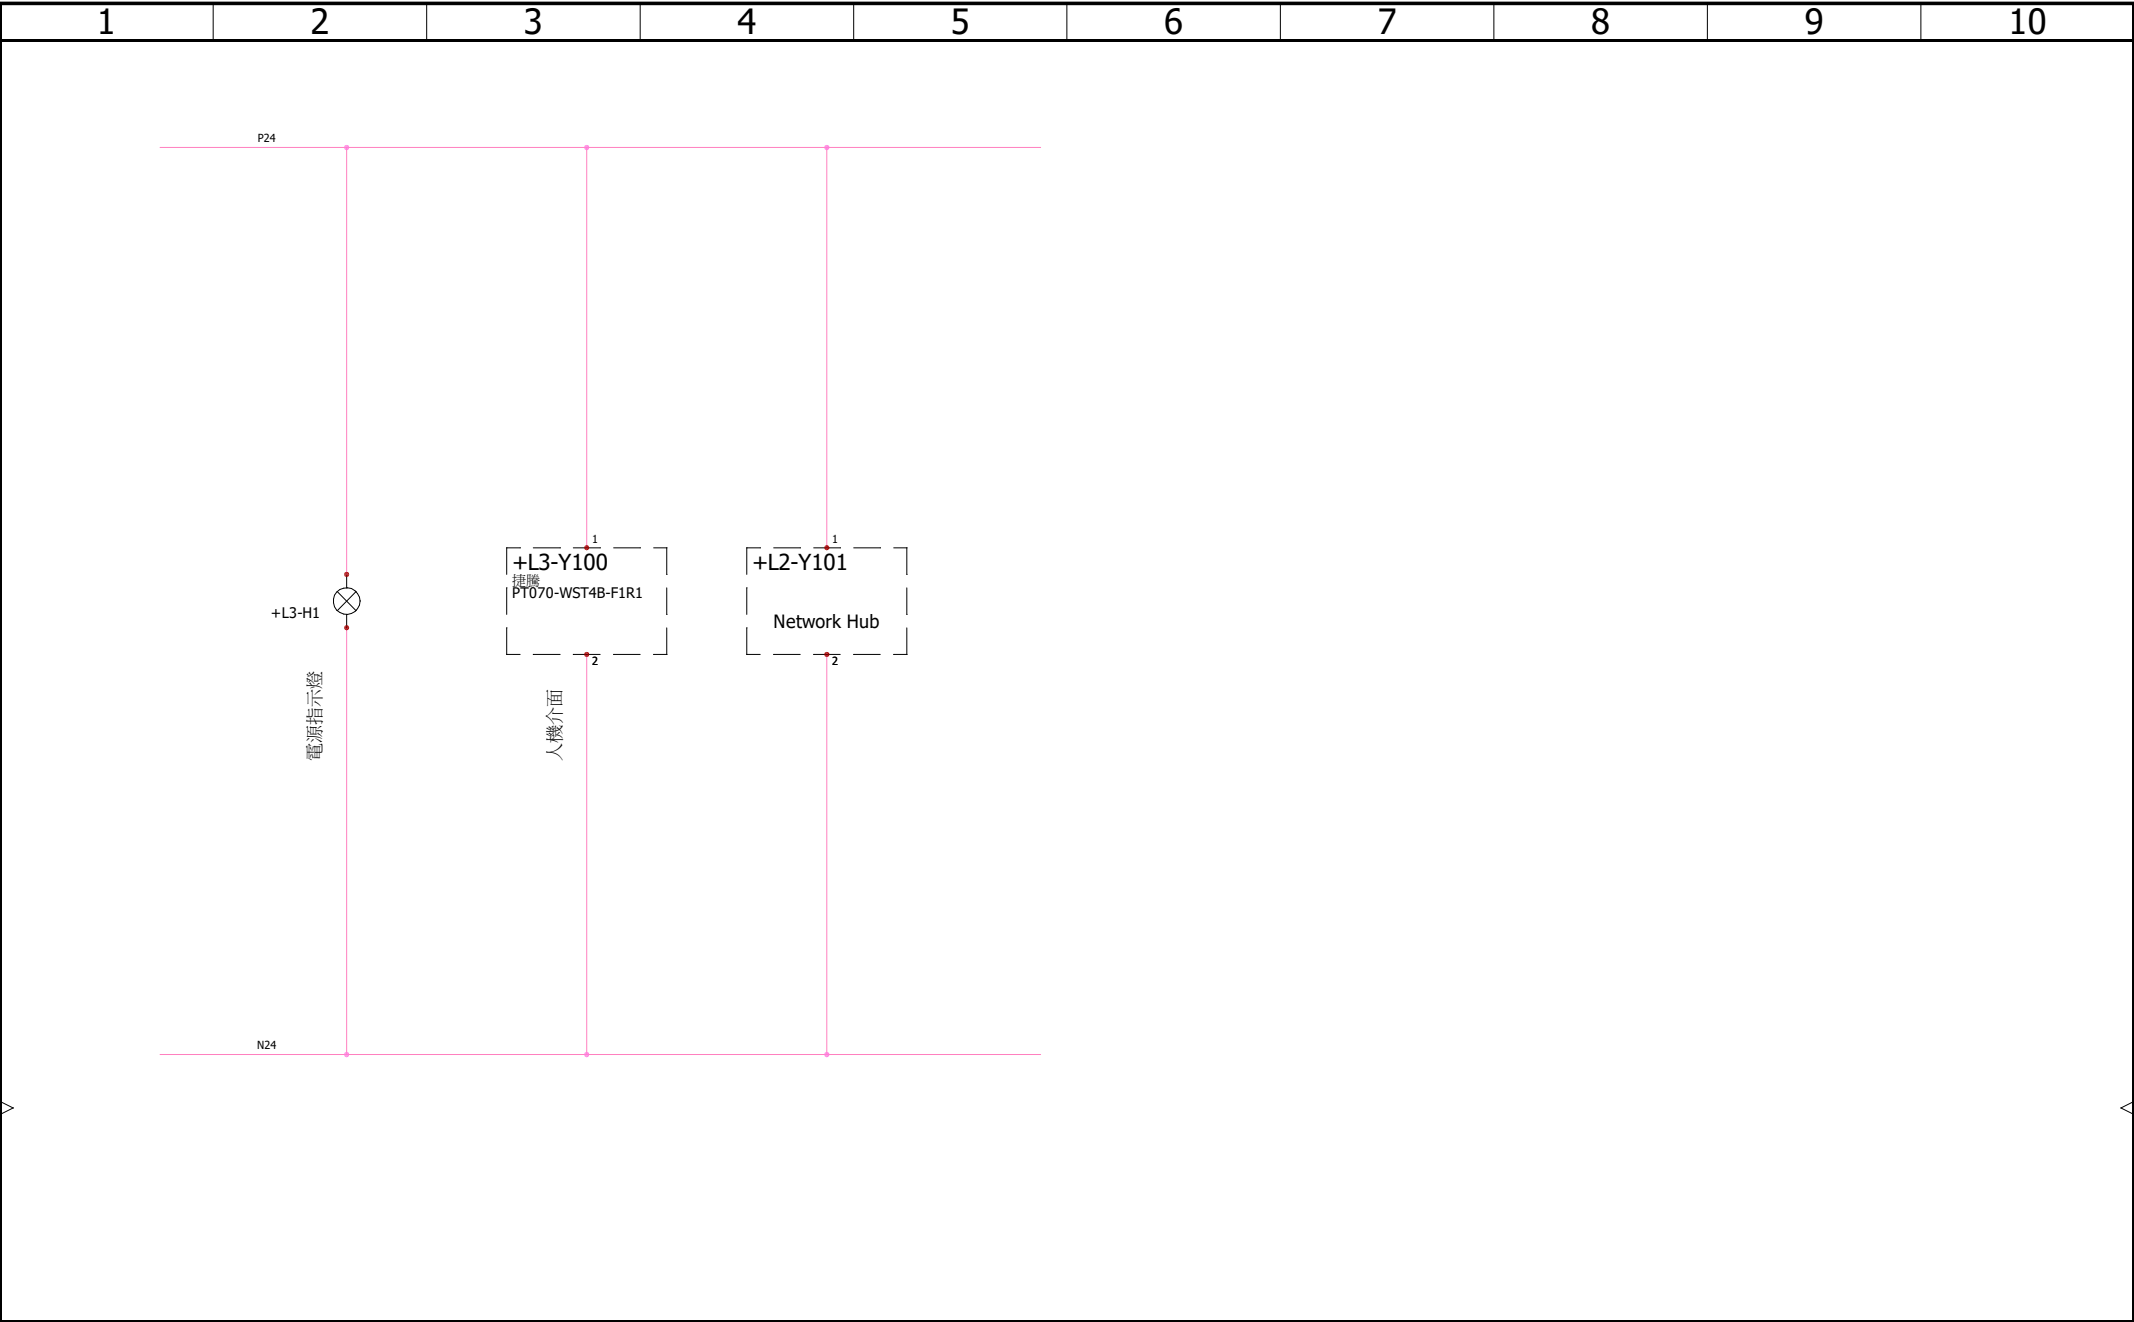 1 2 3 4 5 6 7 8 9 10
P24
1 1
+L3-Y100 +L2-Y101
捷騰
PT070-WST4B-F1R1
+L3-H1
Network Hub
2 2
電源指示燈
人機介面
N24